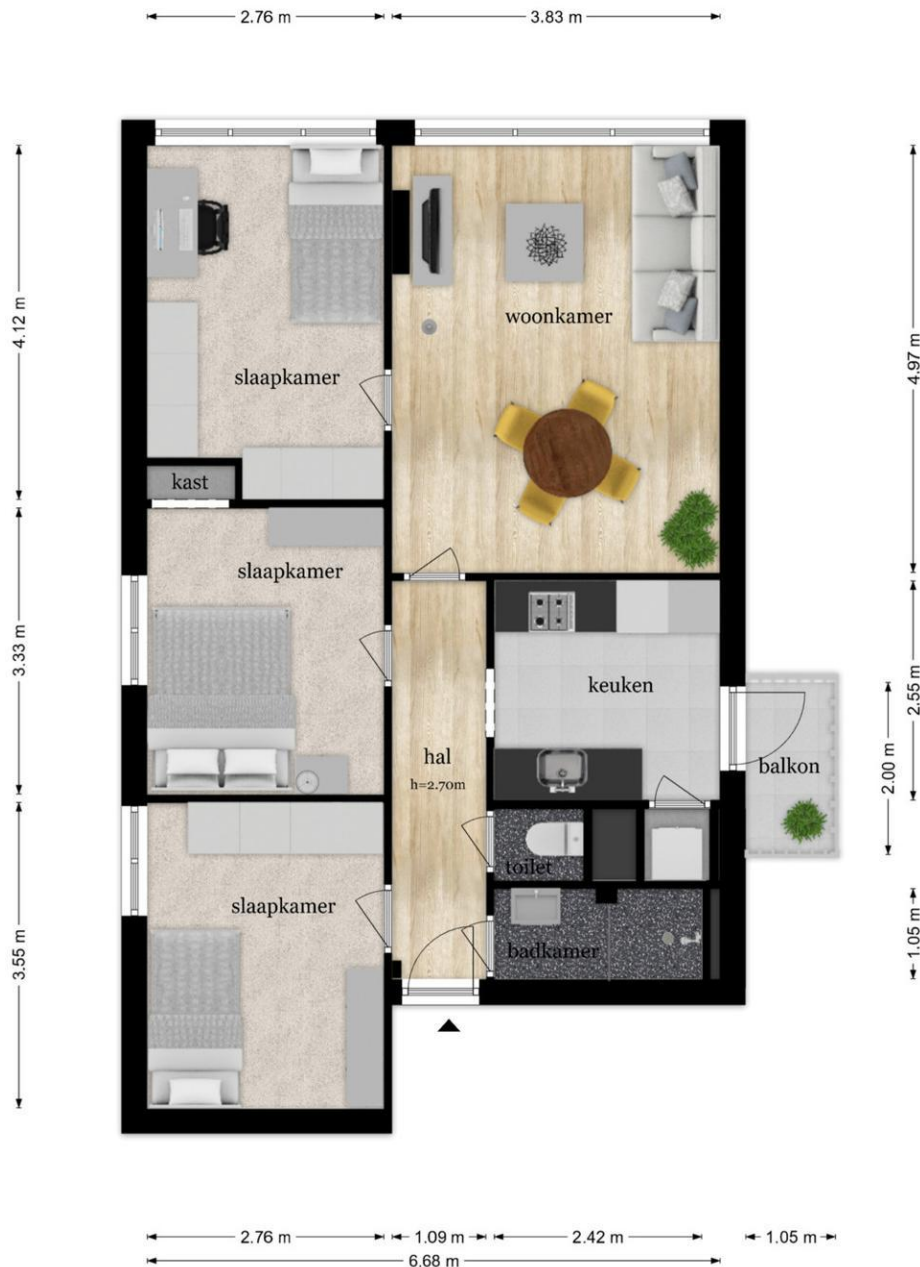 2.76 m
3.83 m
4.12 m
4.97 m
woonkamer
slaapkamer
kast
slaapkamer
3.33 m
2.55 m
keuken
hal
h=2.70m
balkon
2.00 m
toilet
slaapkamer
badkamer
3.55 m
1.05 m
2.76 m
1.09 m
2.42 m
1.05 m
6.68 m